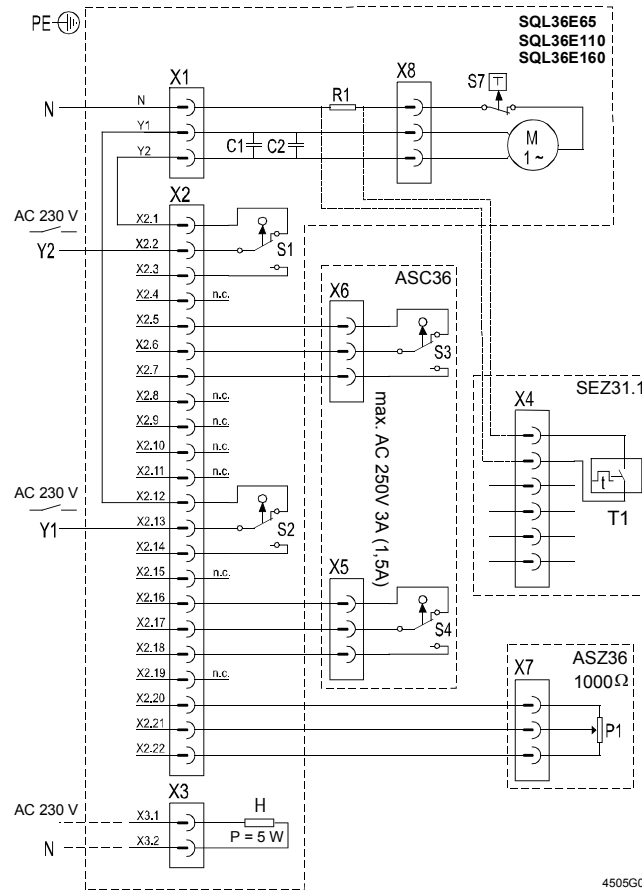 PE
SQL36E65
SQL36E110
SQL36E160
X1
X8
S7
T
N
N
R1
Y1
C1
C2
M
1 ~
Y2
X2
AC 230 V
Y2
X2.1
X2.2
S1
X2.3
X2.4
n.c.
ASC36
X6
X2.5
X2.6
S3
X2.7
X2.8
n.c.
X2.9
n.c.
X2.10
n.c.
X2.11
n.c.
max. AC 250V 3A (1,5A)
SEZ31.1
X4
t
T1
AC 230 V
Y1
X2.12
X2.13
S2
X2.14
X2.15
n.c.
X5
X2.16
X2.17
S4
X2.18
X2.19
n.c.
ASZ36
1000Ω
X7
X2.20
X2.21
P1
X2.22
X3
AC 230 V
X3.1
H
P = 5 W
N
X3.2